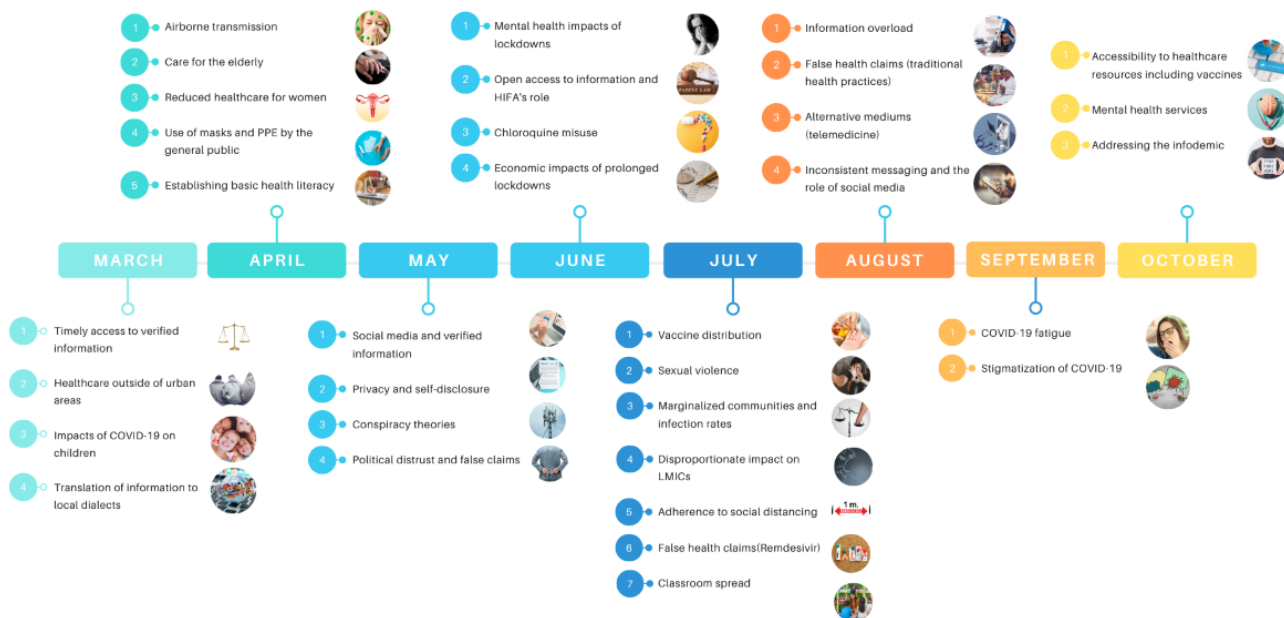 1
Airborne transmission
2
Care for the elderly
3
Reduced healthcare for women
4
Use of masks and PPE by the
general public
5
Establishing basic health literacy
1
Mental health impacts of
lockdowns
2
Open access to information and
HIFA's role
PATENT LAW
3
Chloroquine misuse
4
Economic impacts of prolonged
lockdowns
1
Information overload
2
False health claims (traditional
health practices)
3
Alternative mediums
(telemedicine)
4
Inconsistent messaging and the
role of social media
1
Accessibility to healthcare
resources including vaccines
2
Mental health services
3
Addressing the infodemic
MARCH
APRIL
MAY
JUNE
JULY
AUGUST
SEPTEMBER
OCTOBER
1
Timely access to verified
information
2
Healthcare outside of urban
areas
3
Impacts of COVID-19 on
children
4
Translation of information to
local dialects
1
Social media and verified
information
2
Privacy and self-disclosure
3
Conspiracy theories
4
Political distrust and false claims
1
Vaccine distribution
2
Sexual violence
3
Marginalized communities and
infection rates
4
Disproportionate impact on
LMICs
5
Adherence to social distancing
1 m.
6
False health claims(Remdesivir)
7
Classroom spread
1
COVID-19 fatigue
2
Stigmatization of COVID-19